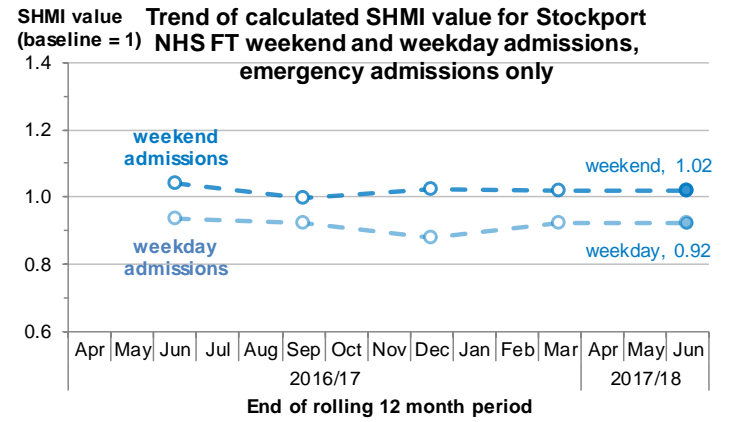 SHMI value
(baseline = 1)
Trend of calculated SHMI value for Stockport
NHS FT weekend and weekday admissions,
emergency admissions only
1.4
1.2
1.0
0.8
0.6
weekend
admissions
weekend, 1.02
weekday
admissions
weekday, 0.92
Apr May Jun Jul Aug Sep Oct Nov Dec Jan Feb Mar Apr May Jun
2016/17 2017/18
End of rolling 12 month period